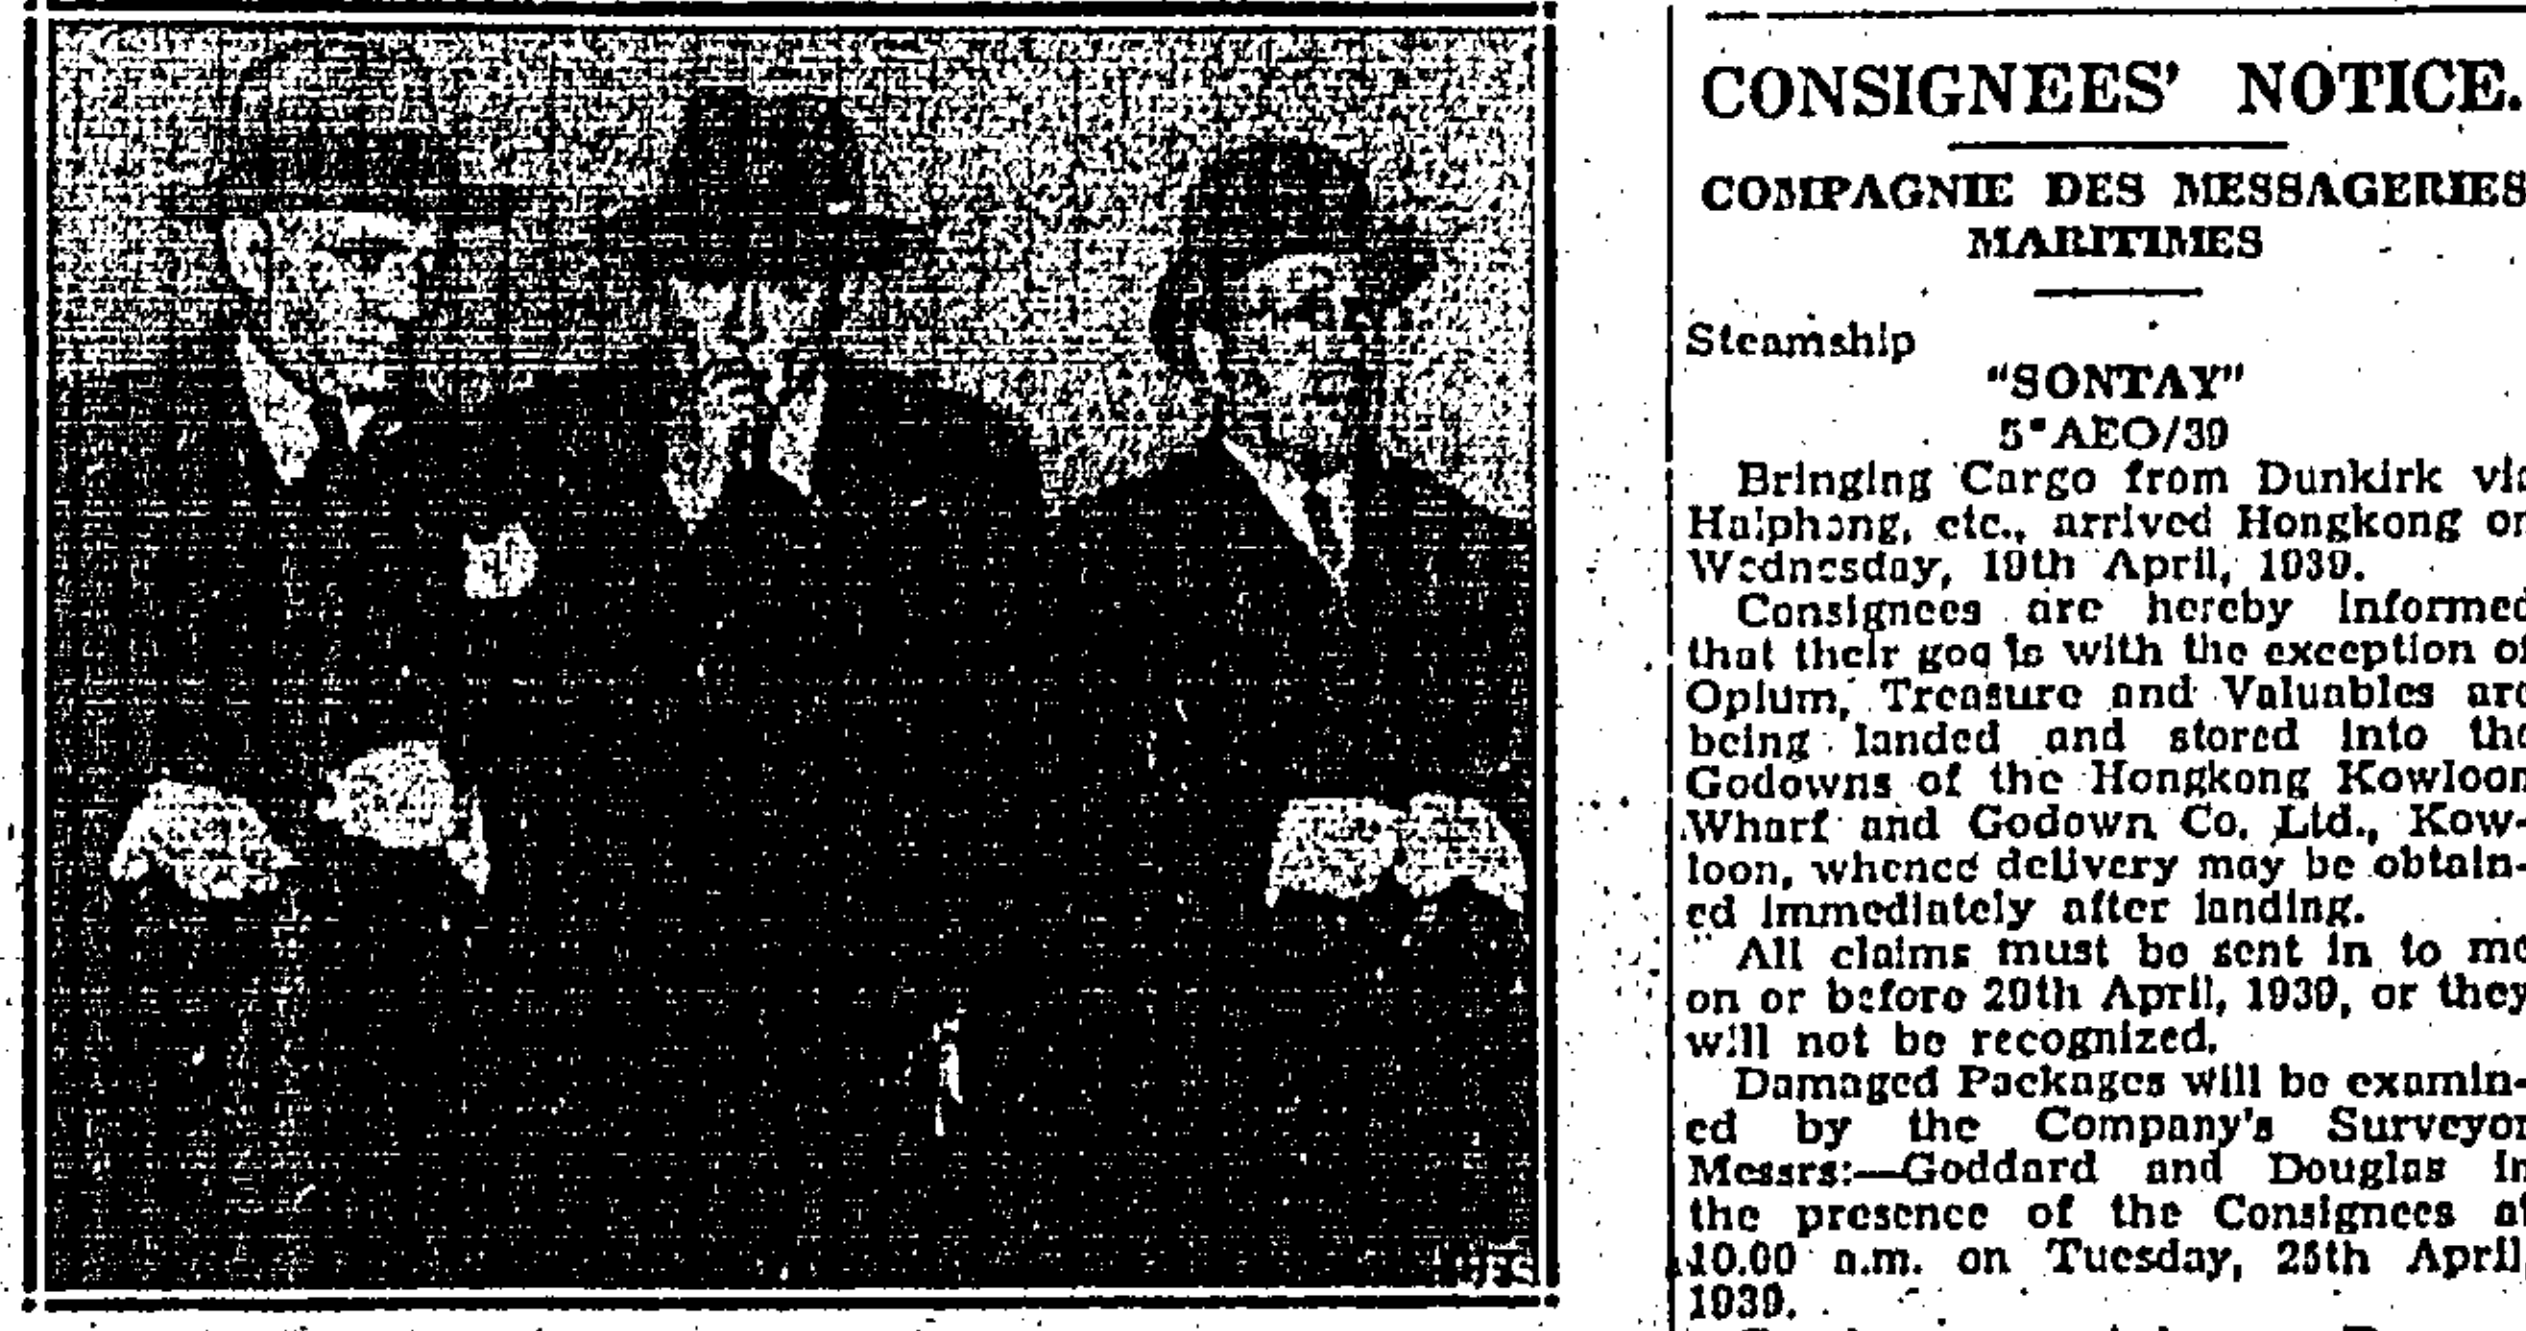 CONSIGNEES' NOTICE.
COMPAGNIE DES MESSAGERIES
MARITIMES
Steamship
"SONTAY"
5°AEO/39
Bringing Cargo from Dunkirk via
Haiphong, etc., arrived Hongkong on
Wednesday, 19th April, 1939.
Consignees are hereby informed
that their goods with the exception of
Opium, Treasure and Valuables are
being landed and stored into the
Godowns of the Hongkong Kowloon
Wharf and Godown Co. Ltd., Kow-
loon, whence delivery may be obtain-
ed immediately after landing.
All claims must be sent in to me
on or before 29th April, 1939, or they
will not be recognized.
Damaged Packages will be examin-
ed by the Company's Surveyor
Messrs:—Goddard and Douglas in
the presence of the Consignees at
10.00 a.m. on Tuesday, 25th April,
1939.